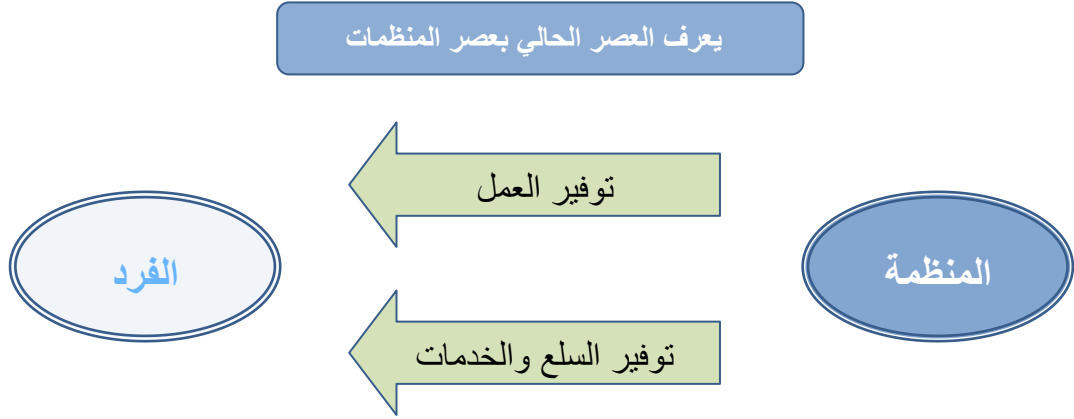 يعرف العصر الحالي بعصر المنظمات
توفير العمل
المنظمة
الفرد
توفير السلع والخدمات